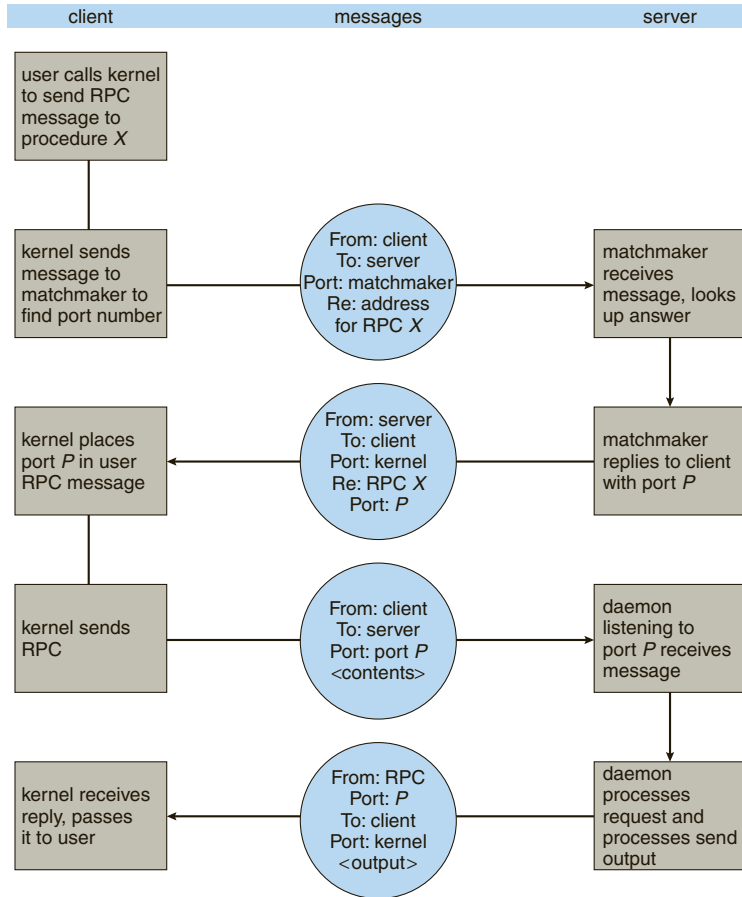 client
messages
server
user calls kernel
to send RPC
message to
procedure X
kernel sends
message to
matchmaker to
find port number
From: client
To: server
Port: matchmaker
Re: address
for RPC X
matchmaker
receives
message, looks
up answer
kernel places
port P in user
RPC message
From: server
To: client
Port: kernel
Re: RPC X
Port: P
matchmaker
replies to client
with port P
kernel sends
RPC
From: client
To: server
Port: port P
<contents>
daemon
listening to
port P receives
message
kernel receives
reply, passes
it to user
From: RPC
Port: P
To: client
Port: kernel
<output>
daemon
processes
request and
processes send
output